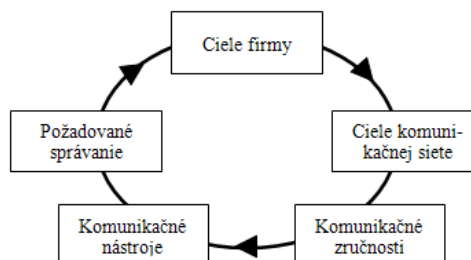 Ciele firmy
Ciele komuni-
kačnej siete
Komunikačné
zručnosti
Komunikačné
nástroje
Požadované
správanie